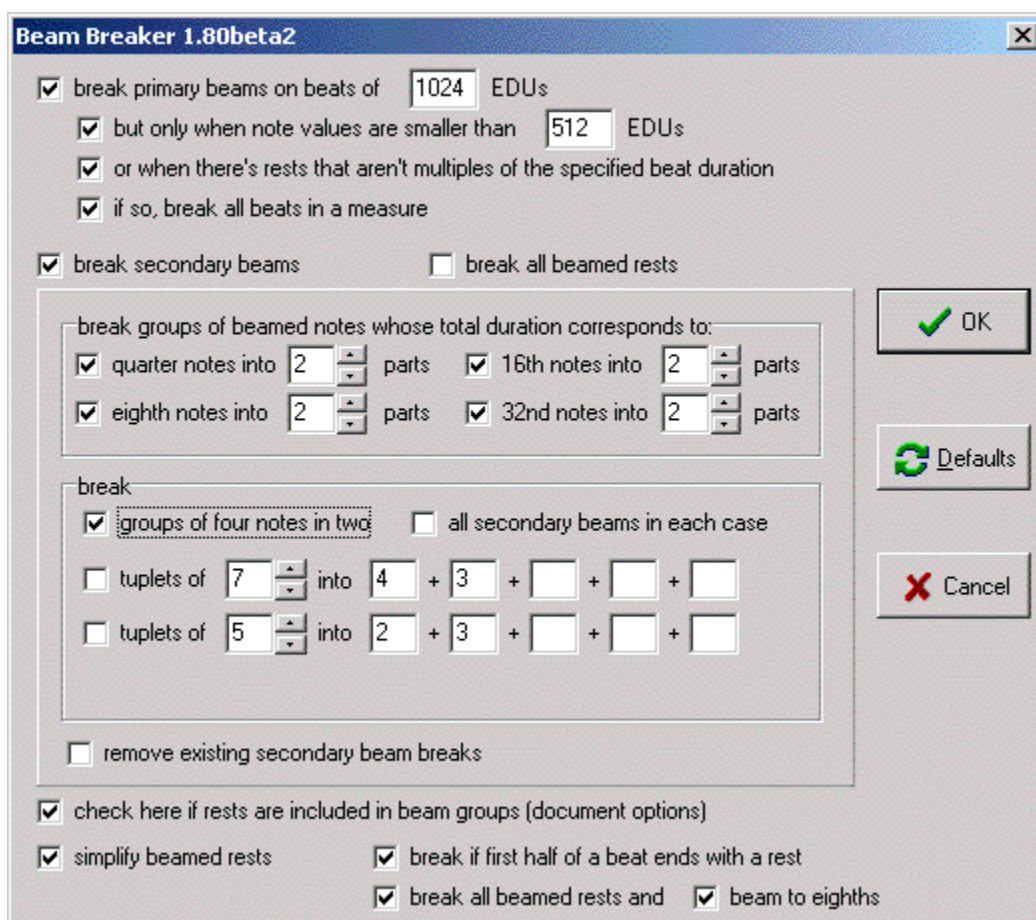 Beam Breaker 1.80beta2
break primary beams on beats of 1024 EDUs
but only when note values are smaller than 512 EDUs
or when there's rests that aren't multiples of the specified beat duration
if so, break all beats in a measure
break secondary beams break all beamed rests
break groups of beamed notes whose total duration corresponds to:
quarter notes into 2 parts 16th notes into 2 parts
eighth notes into 2 parts 32nd notes into 2 parts
OK
Defaults
Cancel
break
groups of four notes in two all secondary beams in each case
tuplets of 7 into 4 + 3 + + +
tuplets of 5 into 2 + 3 + + +
remove existing secondary beam breaks
check here if rests are included in beam groups (document options)
simplify beamed rests break if first half of a beat ends with a rest
break all beamed rests and beam to eighths